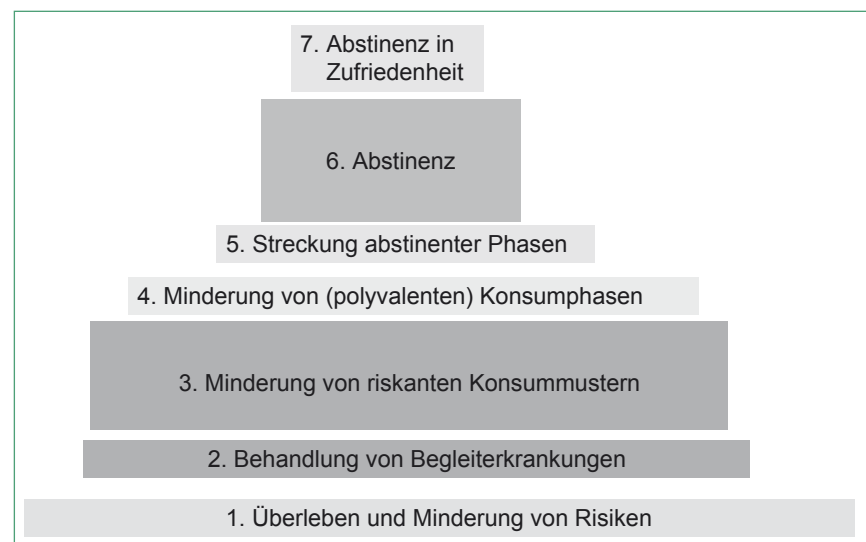 7. Abstinenz in
Zufriedenheit
6. Abstinenz
5. Streckung abstinenter Phasen
4. Minderung von (polyvalenten) Konsumphasen
3. Minderung von riskanten Konsummustern
2. Behandlung von Begleiterkrankungen
1. Überleben und Minderung von Risiken